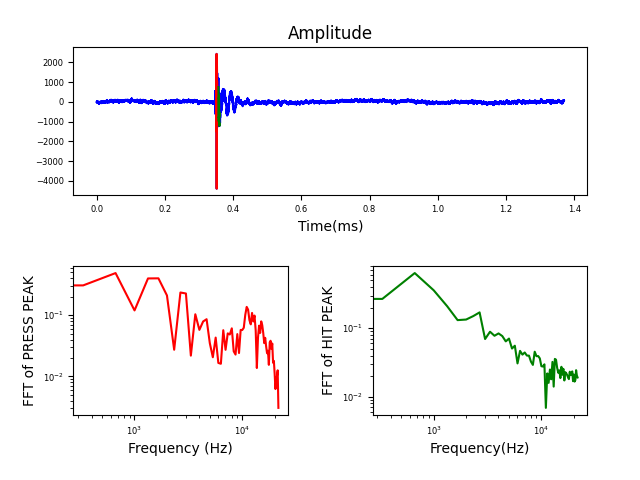 Amplitude
2000
1000
0
−1000
−2000
−3000
−4000
0.0 0.2 0.4 0.6 0.8 1.0 1.2 1.4
Time(ms)
FFT of PRESS PEAK
10⁻¹
10⁻²
10³ 10⁴
Frequency (Hz)
FFT of HIT PEAK
10⁻¹
10⁻²
10³ 10⁴
Frequency(Hz)